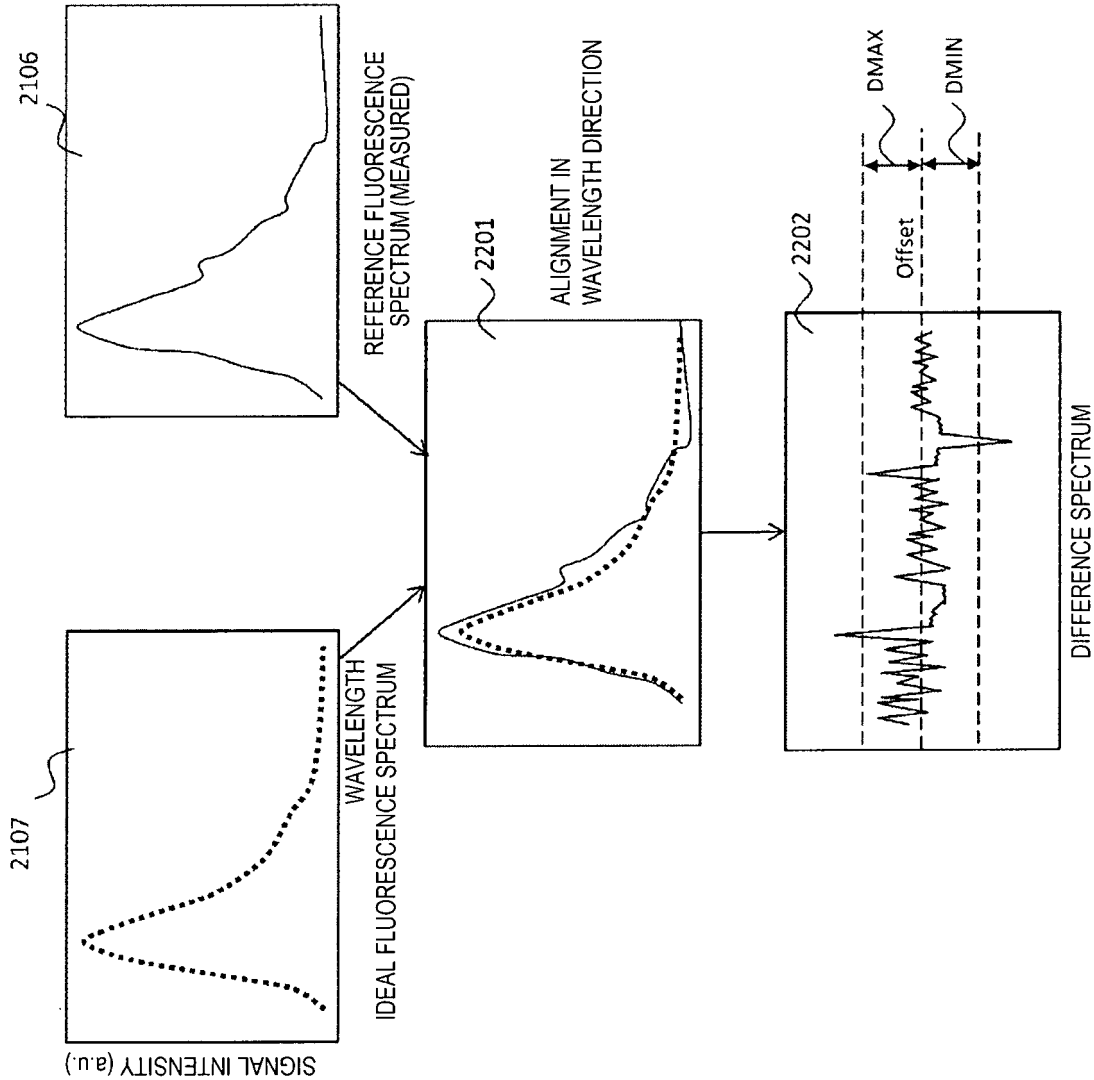 2107
2106
SIGNAL INTENSITY (a.u.)
WAVELENGTH
IDEAL FLUORESCENCE SPECTRUM
REFERENCE FLUORESCENCE
SPECTRUM (MEASURED)
2201
ALIGNMENT IN
WAVELENGTH DIRECTION
2202
Offset
DMAX
DMIN
DIFFERENCE SPECTRUM